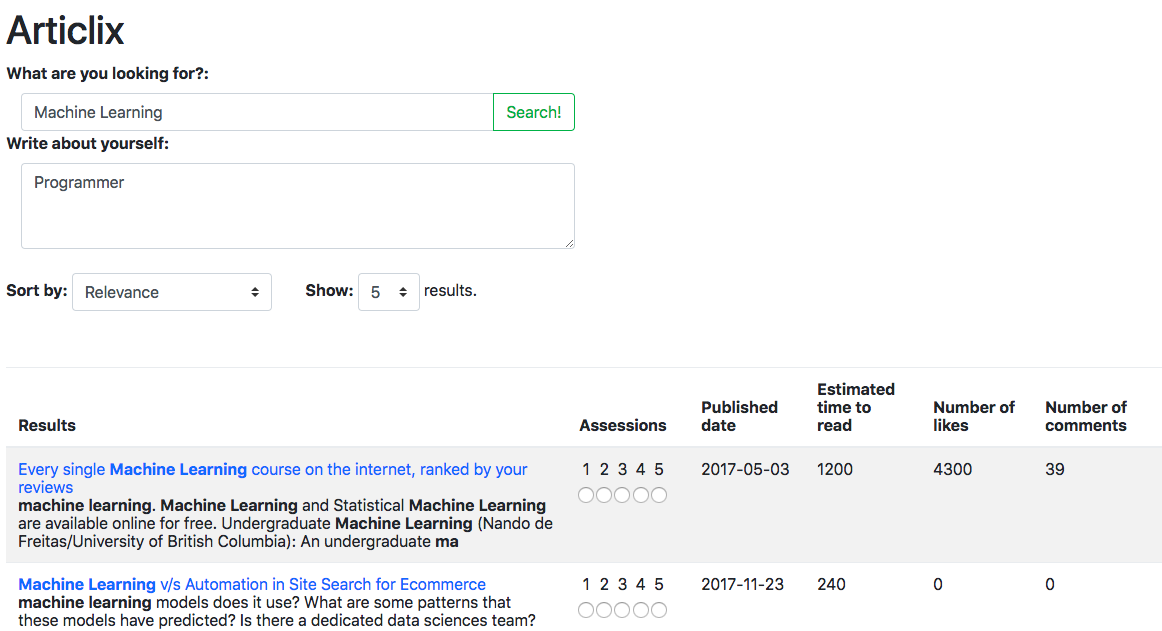 Articlix
What are you looking for?:
Machine Learning Search!
Write about yourself:
Programmer
Sort by: Relevance Show: 5 results.
Results Assessions Published date Estimated time to read Number of likes Number of comments
Every single Machine Learning course on the internet, ranked by your 1 2 3 4 5 2017-05-03 1200 4300 39
reviews
machine learning. Machine Learning and Statistical Machine Learning
are available online for free. Undergraduate Machine Learning (Nando de
Freitas/University of British Columbia): An undergraduate ma
Machine Learning v/s Automation in Site Search for Ecommerce 1 2 3 4 5 2017-11-23 240 0 0
machine learning models does it use? What are some patterns that
these models have predicted? Is there a dedicated data sciences team?